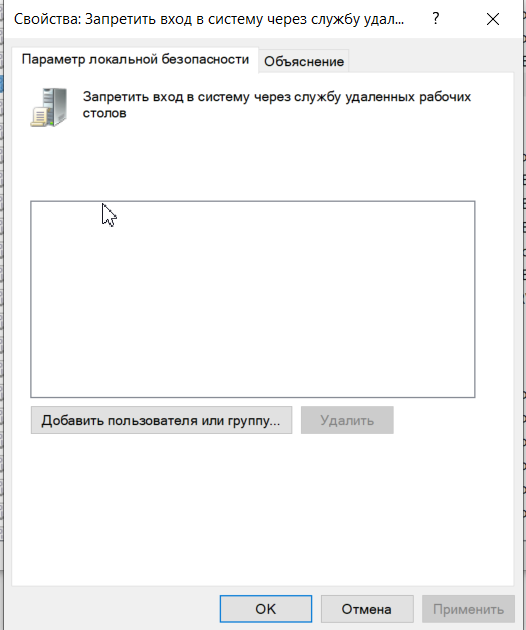 Свойства: Запретить вход в систему через службу удал...
?
Параметр локальной безопасности
Объяснение
Запретить вход в систему через службу удаленных рабочих
столов
Добавить пользователя или группу...
Удалить
OK
Отмена
Применить